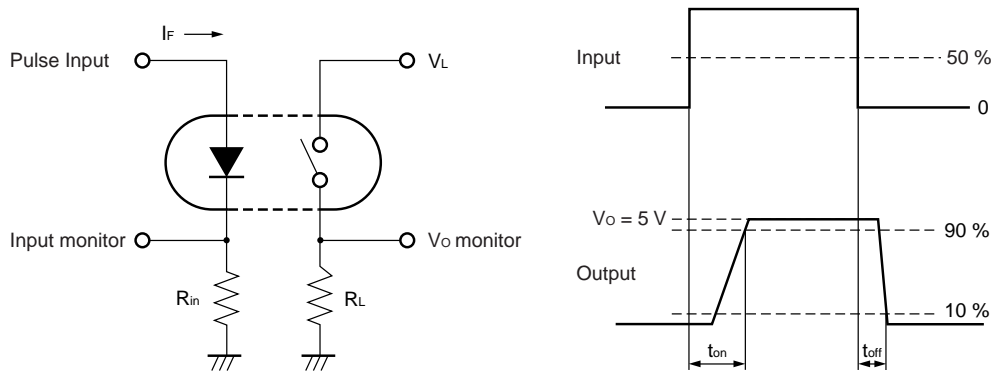 IF
Pulse Input
VL
Input monitor
VO monitor
Rin
RL
Input
50 %
0
VO = 5 V
90 %
Output
10 %
ton
toff